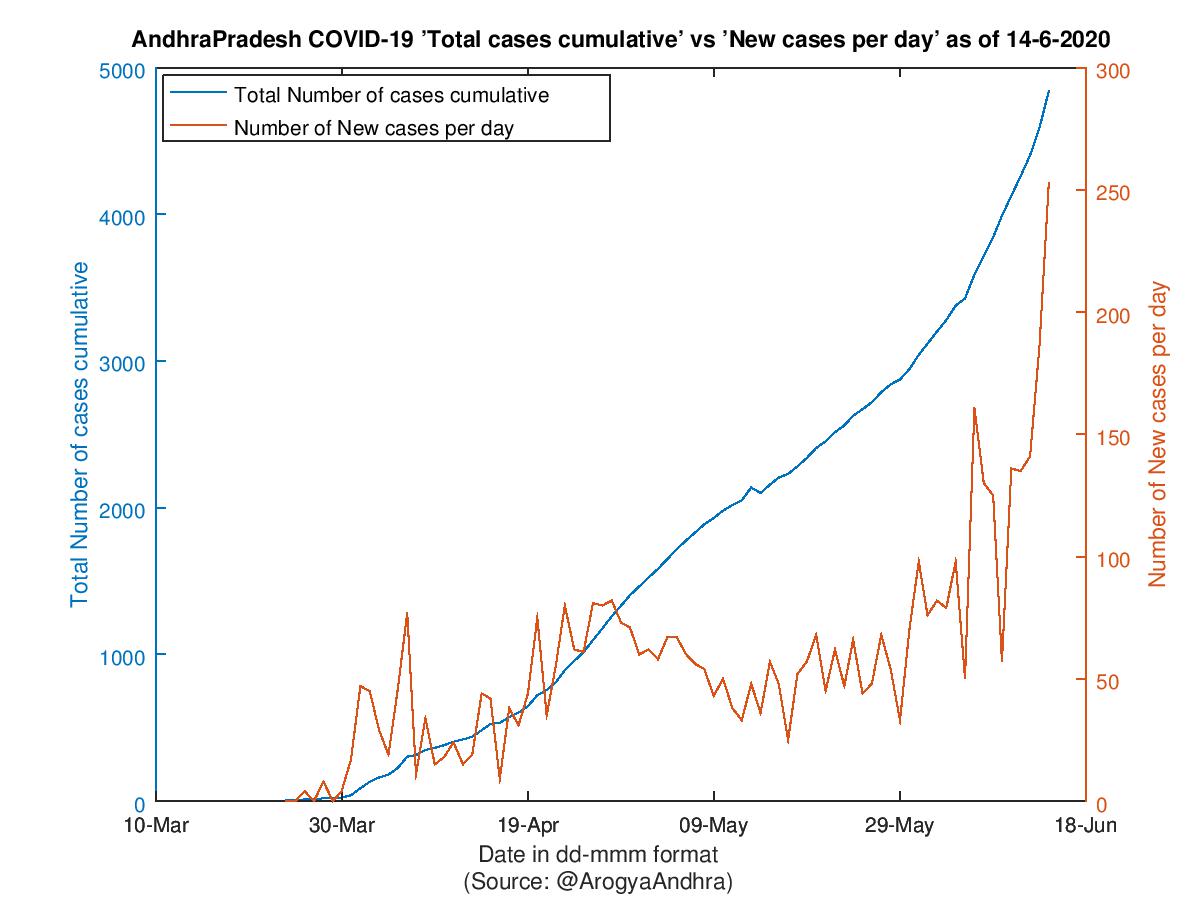 AndhraPradesh COVID-19 ’Total cases cumulative’ vs ’New cases per day’ as of 14-6-2020
5000
300
Total Number of cases cumulative
Number of New cases per day
250
4000
200
3000
Total Number of cases cumulative
Number of New cases per day
150
2000
100
1000
50
0
0
10-Mar 30-Mar 19-Apr 09-May 29-May 18-Jun
Date in dd-mmm format
(Source: @ArogyaAndhra)